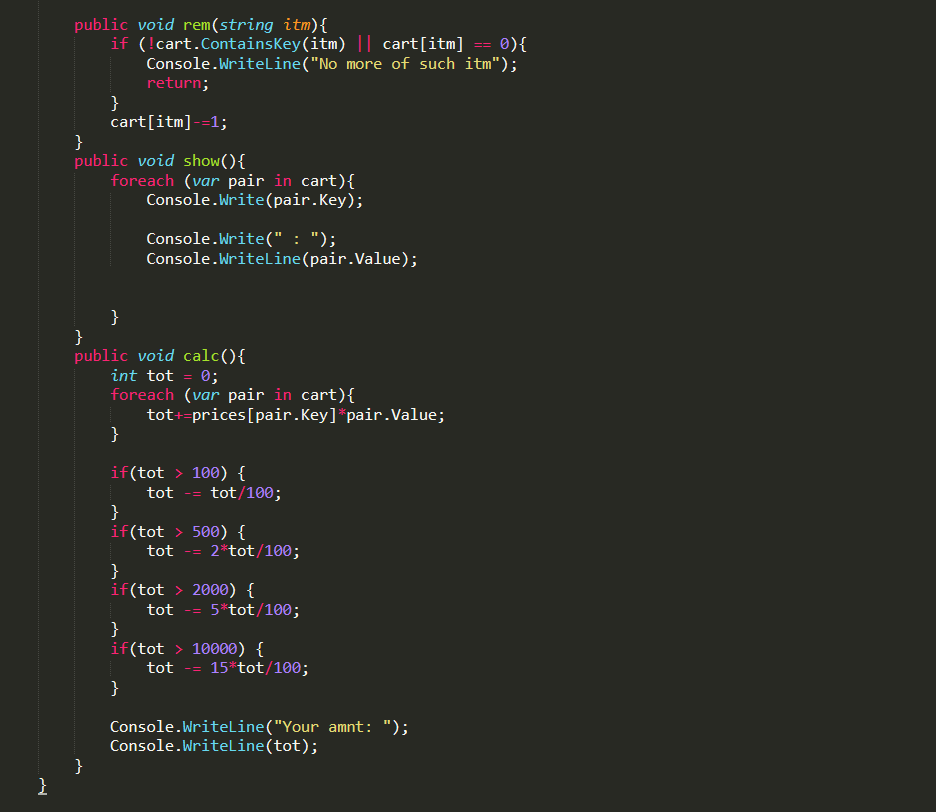 public void rem(string itm){
if (!cart.ContainsKey(itm) || cart[itm] == 0){
Console.WriteLine("No more of such itm");
return;
}
cart[itm]-=1;
}
public void show(){
foreach (var pair in cart){
Console.Write(pair.Key);
Console.Write(" : ");
Console.WriteLine(pair.Value);
}
}
public void calc(){
int tot = 0;
foreach (var pair in cart){
tot+=prices[pair.Key]*pair.Value;
}
if(tot > 100) {
tot -= tot/100;
}
if(tot > 500) {
tot -= 2*tot/100;
}
if(tot > 2000) {
tot -= 5*tot/100;
}
if(tot > 10000) {
tot -= 15*tot/100;
}
Console.WriteLine("Your amnt: ");
Console.WriteLine(tot);
}
}